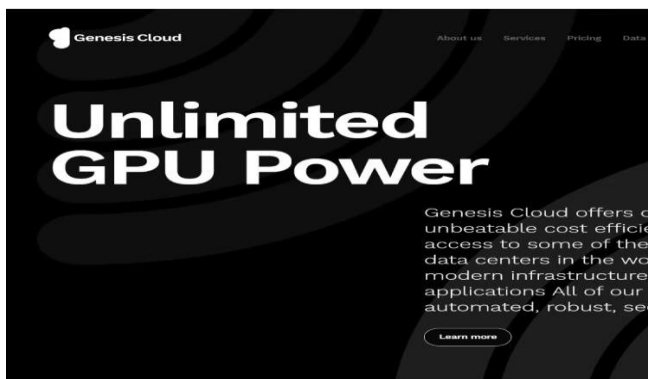 Genesis Cloud
About us Services Pricing Data
Unlimited
GPU Power
Genesis Cloud offers
unbeatable cost
access to some of the
data centers in the
modern infrastructure
applications All of our
automated, robust,
Learn more